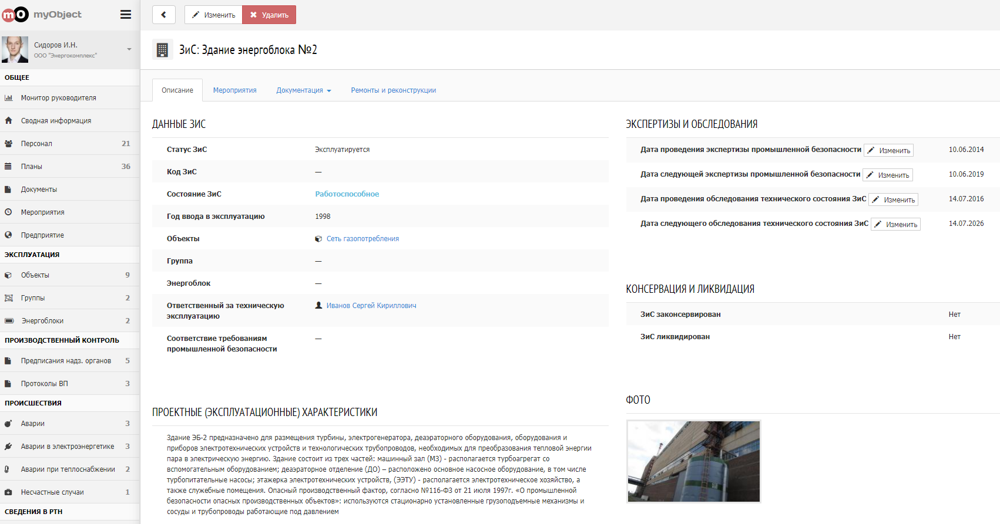 mO myObject
Сидоров И.Н.
ООО "Энергокомплекс"
ОБЩЕЕ
Монитор руководителя
Сводная информация
Персонал 21
Планы 36
Документы
Мероприятия
Предприятие
ЭКСПЛУАТАЦИЯ
Объекты 9
Группы 2
Энергоблоки 2
ПРОИЗВОДСТВЕННЫЙ КОНТРОЛЬ
Предписания надз. органов 5
Протоколы ВП 3
ПРОИСШЕСТВИЯ
Аварии 3
Аварии в электроэнергетике 3
Аварии при теплоснабжении 2
Несчастные случаи 1
СВЕДЕНИЯ В РТН
Изменить Удалить
ЗиС: Здание энергоблока №2
Описание Мероприятия Документация Ремонты и реконструкции
ДАННЫЕ ЗИС
Статус ЗиС Эксплуатируется
Код ЗиС —
Состояние ЗиС Работоспособное
Год ввода в эксплуатацию 1998
Объекты Сеть газопотребления
Группа —
Энергоблок —
Ответственный за техническую Иванов Сергей Кириллович
эксплуатацию
Соответствие требованиям —
промышленной безопасности
ПРОЕКТНЫЕ (ЭКСПЛУАТАЦИОННЫЕ) ХАРАКТЕРИСТИКИ
Здание ЭБ-2 предназначено для размещения турбины, электрогенератора, деаэраторного оборудования, оборудования и
приборов электротехнических устройств и технологических трубопроводов, необходимых для преобразования тепловой энергии
пара в электрическую энергию. Здание состоит из трех частей: машинный зал (МЗ) - располагается турбоагрегат со
вспомогательным оборудованием; деаэраторное отделение (ДО) – расположено основное насосное оборудование, в том числе
турбопитательные насосы; этажерка электротехнических устройств, (ЭЭТУ) - располагается электротехническое хозяйство, а
также служебные помещения. Опасный производственный фактор, согласно №116-ФЗ от 21 июля 1997г. «О промышленной
безопасности опасных производственных объектов»: используются стационарно установленные грузоподъемные механизмы и
сосуды и трубопроводы работающие под давлением
ЭКСПЕРТИЗЫ И ОБСЛЕДОВАНИЯ
Дата проведения экспертизы промышленной безопасности Изменить 10.06.2014
Дата следующей экспертизы промышленной безопасности Изменить 10.06.2019
Дата проведения обследования технического состояния ЗиС Изменить 14.07.2016
Дата следующего обследования технического состояния ЗиС Изменить 14.07.2026
КОНСЕРВАЦИЯ И ЛИКВИДАЦИЯ
ЗиС законсервирован Нет
ЗиС ликвидирован Нет
ФОТО